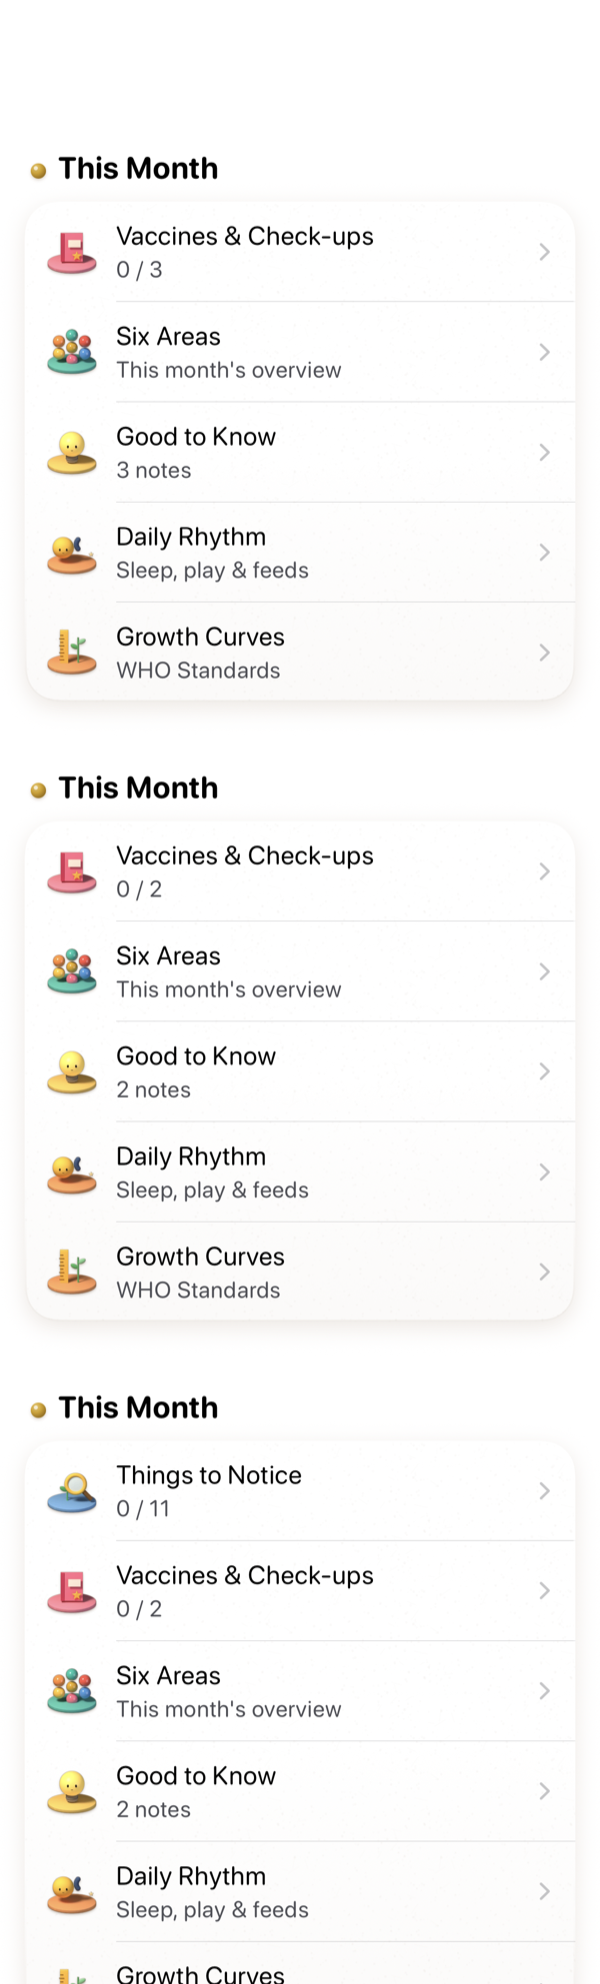 This Month
Vaccines & Check-ups
0 / 3
Six Areas
This month's overview
Good to Know
3 notes
Daily Rhythm
Sleep, play & feeds
Growth Curves
WHO Standards
This Month
Vaccines & Check-ups
0 / 2
Six Areas
This month's overview
Good to Know
2 notes
Daily Rhythm
Sleep, play & feeds
Growth Curves
WHO Standards
This Month
Things to Notice
0 / 11
Vaccines & Check-ups
0 / 2
Six Areas
This month's overview
Good to Know
2 notes
Daily Rhythm
Sleep, play & feeds
Growth Curves